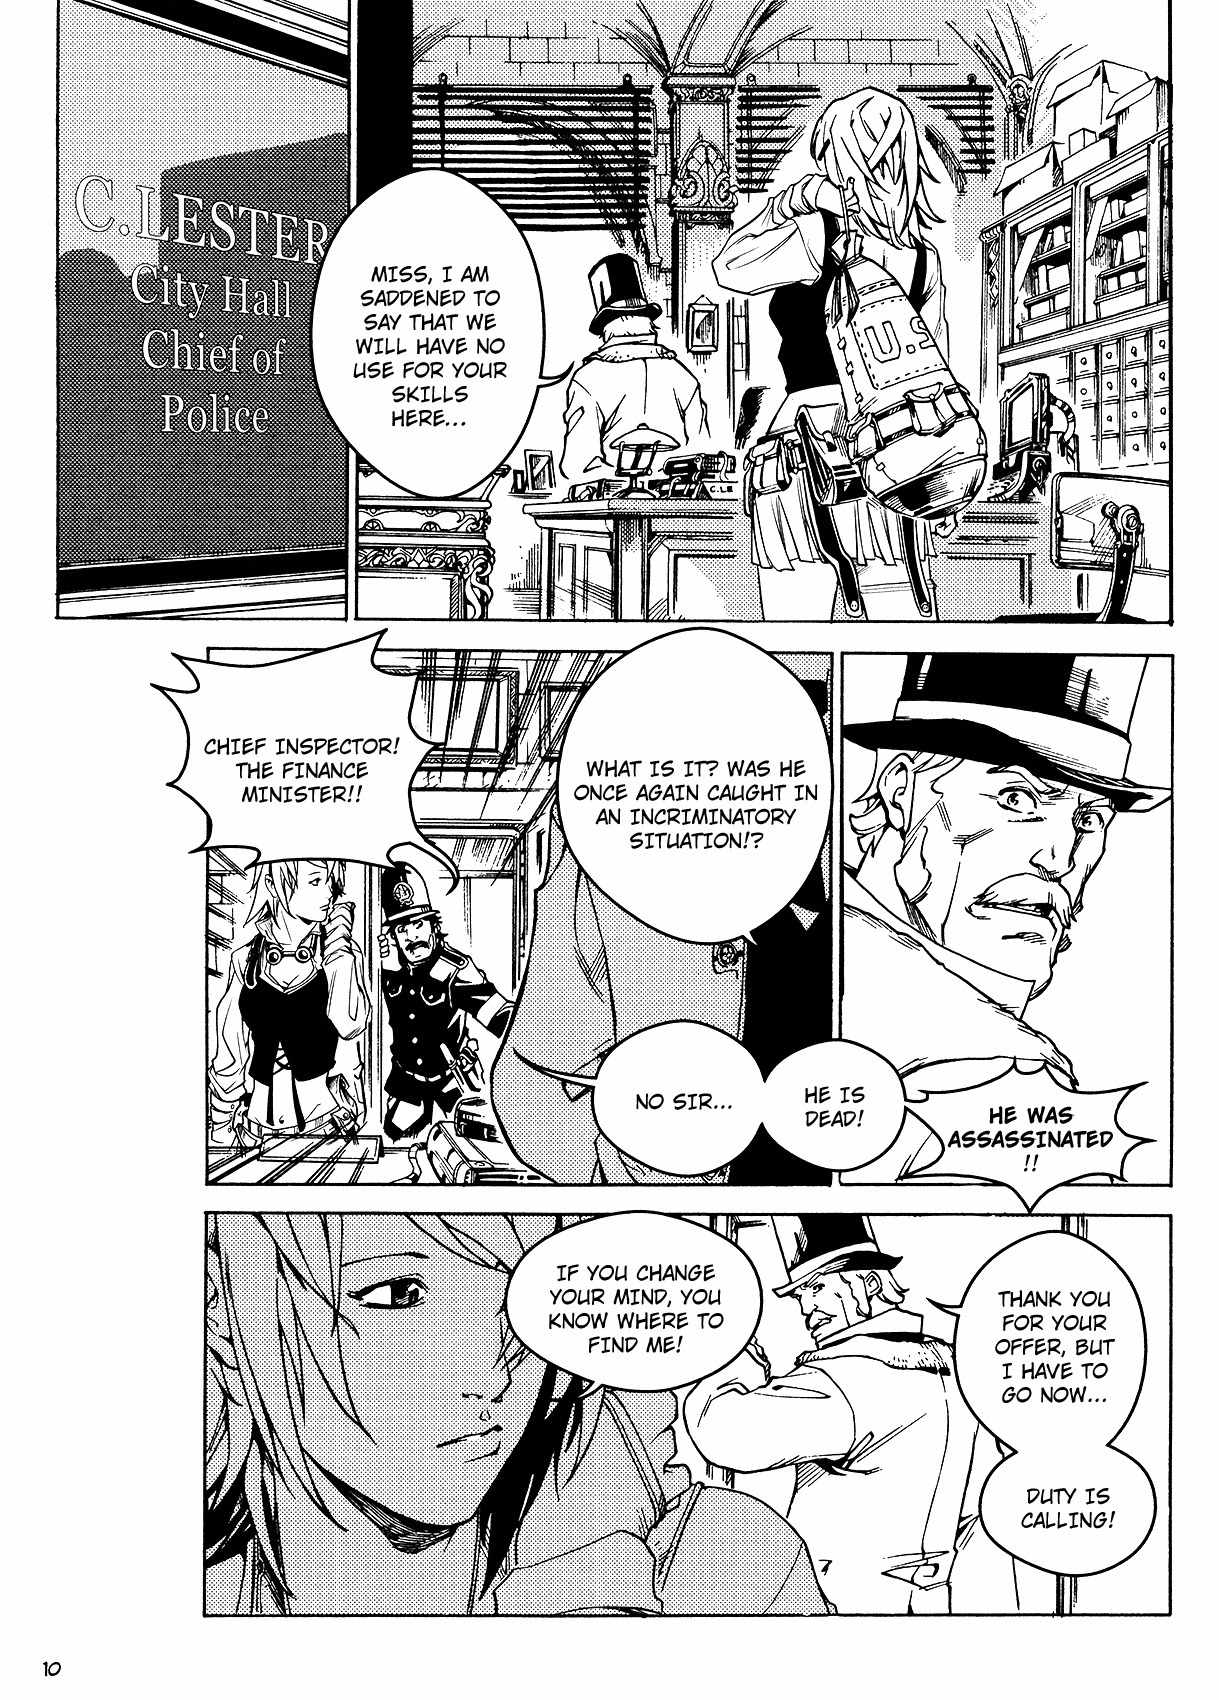 C.LESTER
City Hall
Chief of
Police
MISS, I AM
SADDENED TO
SAY THAT WE
WILL HAVE NO
USE FOR YOUR
SKILLS
HERE...
U.S
C.LE
CHIEF INSPECTOR!
THE FINANCE
MINISTER!!
WHAT IS IT? WAS HE
ONCE AGAIN CAUGHT IN
AN INCRIMINATORY
SITUATION!?
NO SIR...
HE IS
DEAD!
HE WAS
ASSASSINATED
!!
IF YOU CHANGE
YOUR MIND, YOU
KNOW WHERE TO
FIND ME!
THANK YOU
FOR YOUR
OFFER, BUT
I HAVE TO
GO NOW...
DUTY IS
CALLING!
10